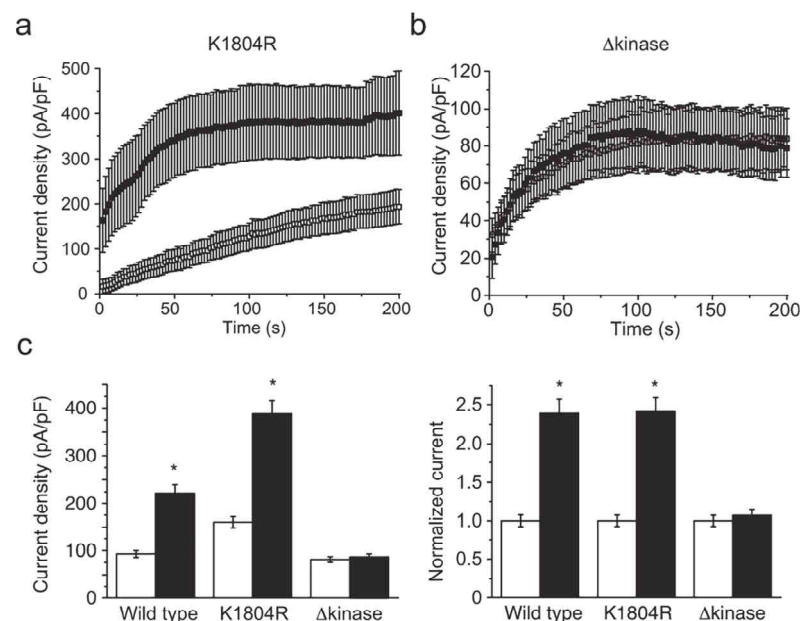 a
K1804R
Current density (pA/pF)
500
400
300
200
100
0
0 50 100 150 200
Time (s)
b
Δkinase
Current density (pA/pF)
120
100
80
60
40
20
0
0 50 100 150 200
Time (s)
c
Current density (pA/pF)
400
300
200
100
0
*
*
Wild type K1804R Δkinase
Normalized current
2.5
2.0
1.5
1.0
0.5
0.0
* *
Wild type K1804R Δkinase